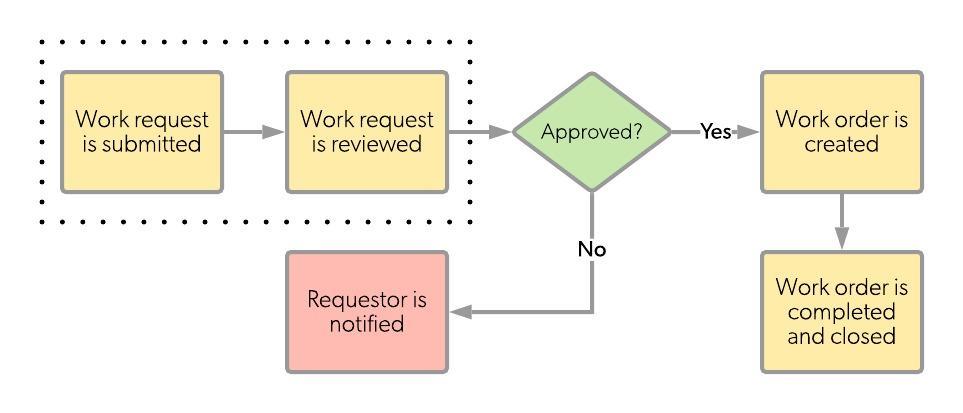 Work request
is submitted
Work request
is reviewed
Approved?
Yes
Work order is
created
No
Requestor is
notified
Work order is
completed
and closed